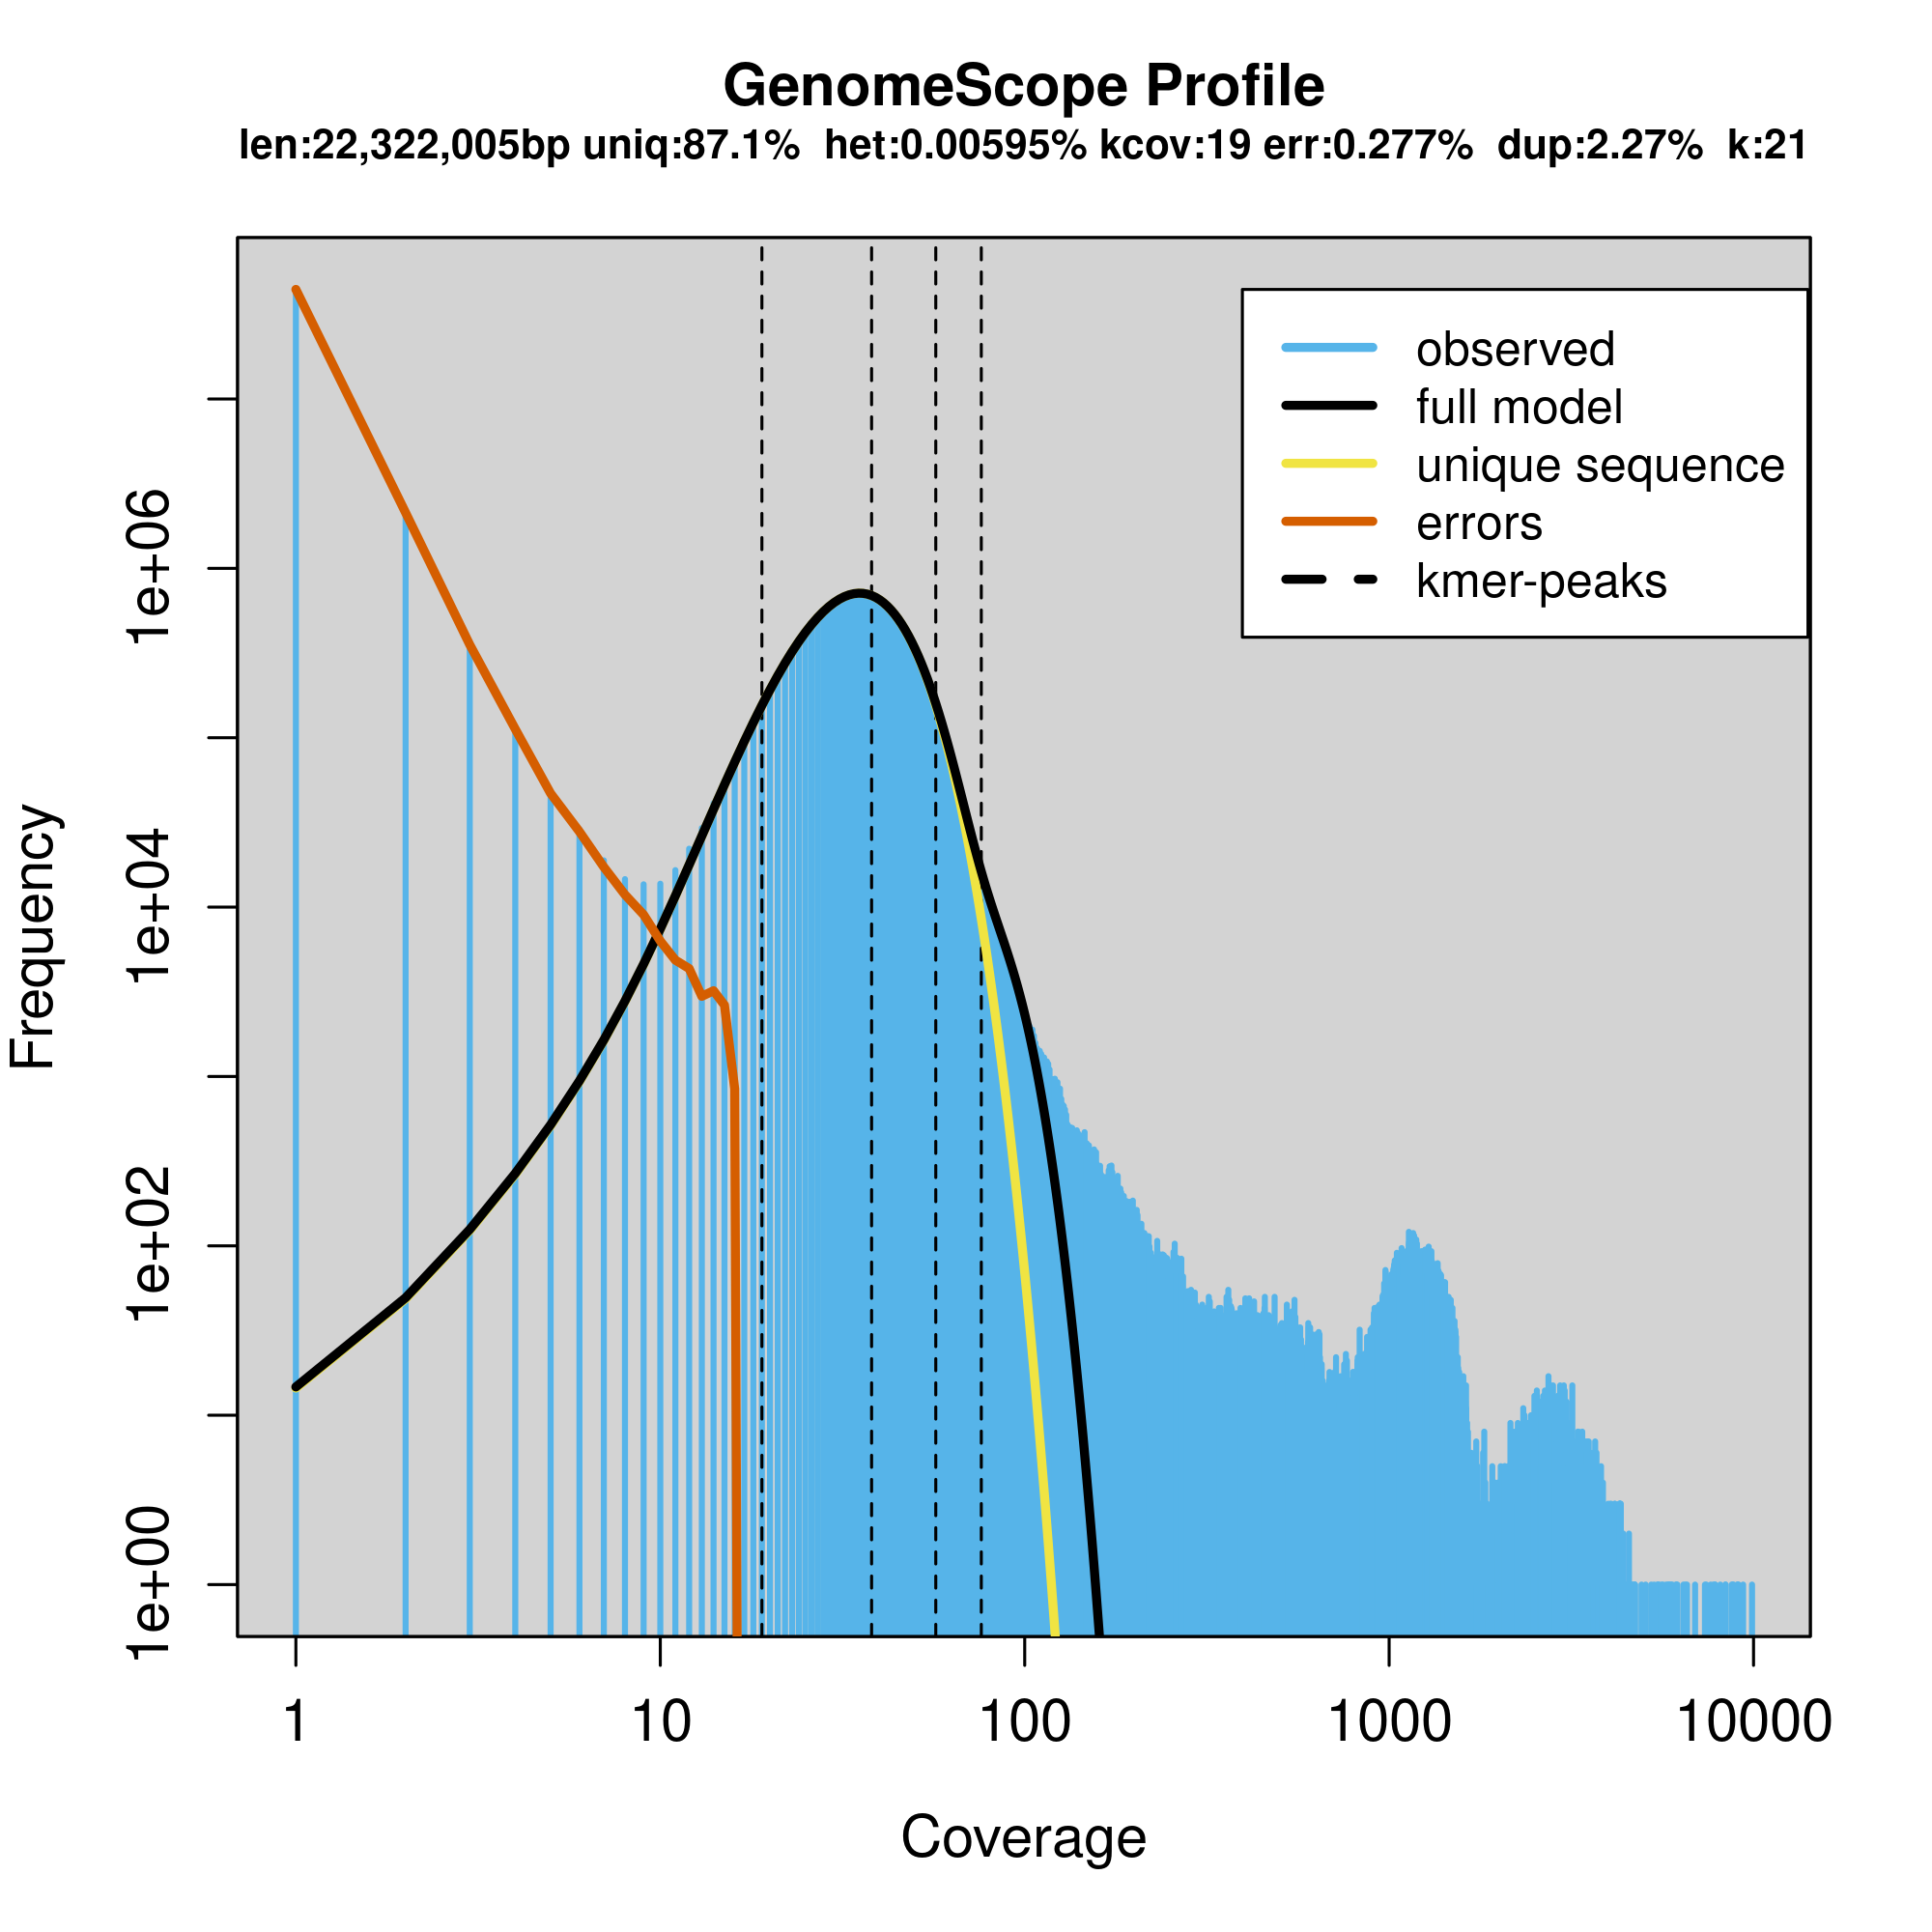 GenomeScope Profile
len:22,322,005bp uniq:87.1% het:0.00595% kcov:19 err:0.277% dup:2.27% k:21
observed
full model
unique sequence
errors
kmer-peaks
Frequency
1e+06
1e+04
1e+02
1e+00
1 10 100 1000 10000
Coverage